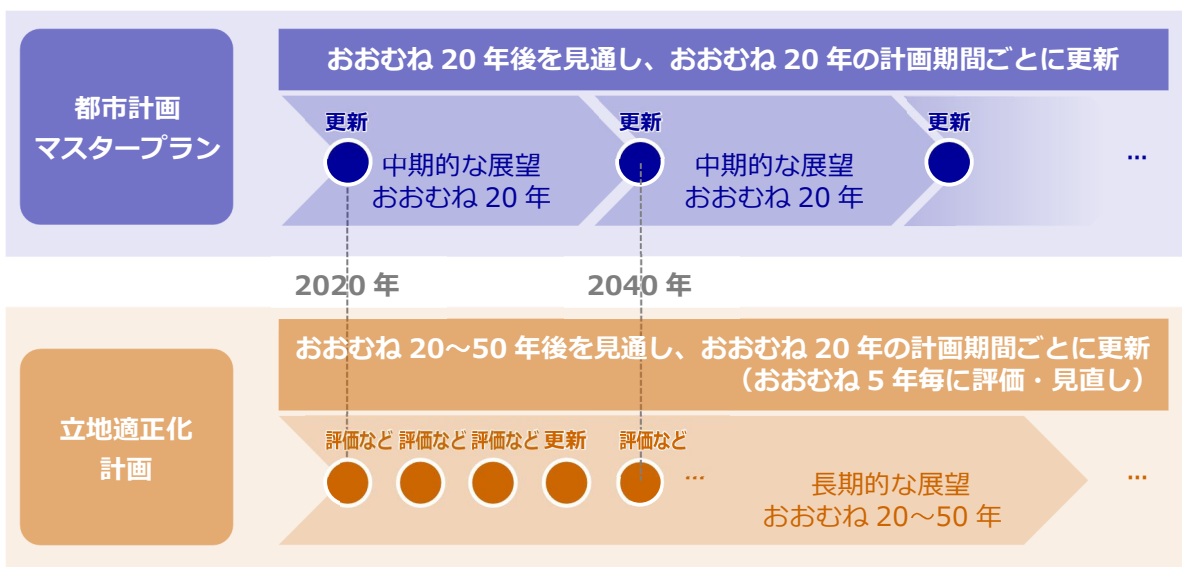 都市計画
マスタープラン
おおむね 20 年後を見通し、おおむね 20 年の計画期間ごとに更新
更新
更新
更新
中期的な展望
おおむね 20 年
中期的な展望
おおむね 20 年
…
2020 年
2040 年
立地適正化
計画
おおむね 20~50 年後を見通し、おおむね 20 年の計画期間ごとに更新
(おおむね 5 年毎に評価・見直し)
評価など 評価など 評価など 更新 評価など
…
長期的な展望
おおむね 20~50 年
…